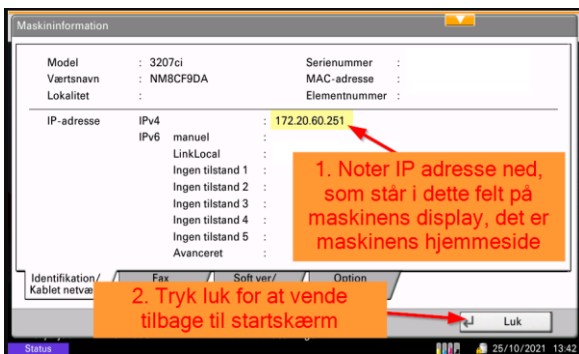 Maskininformation
Model : 3207ci
Serienummer :
Værtsnavn : NM8CF9DA
MAC-adresse :
Lokalitet :
Elementnummer :
IP-adresse IPv4 : 172.20.60.251
IPv6 manuel :
LinkLocal :
Ingen tilstand 1 :
Ingen tilstand 2 :
Ingen tilstand 3 :
Ingen tilstand 4 :
Ingen tilstand 5 :
Avanceret :
1. Noter IP adresse ned,
som står i dette felt på
maskinens display, det er
maskinens hjemmeside
Identifikation/
Fax
Soft ver/
Option
2. Tryk luk for at vende
tilbage til startskærm
Luk
Status
25/10/2021 13:42